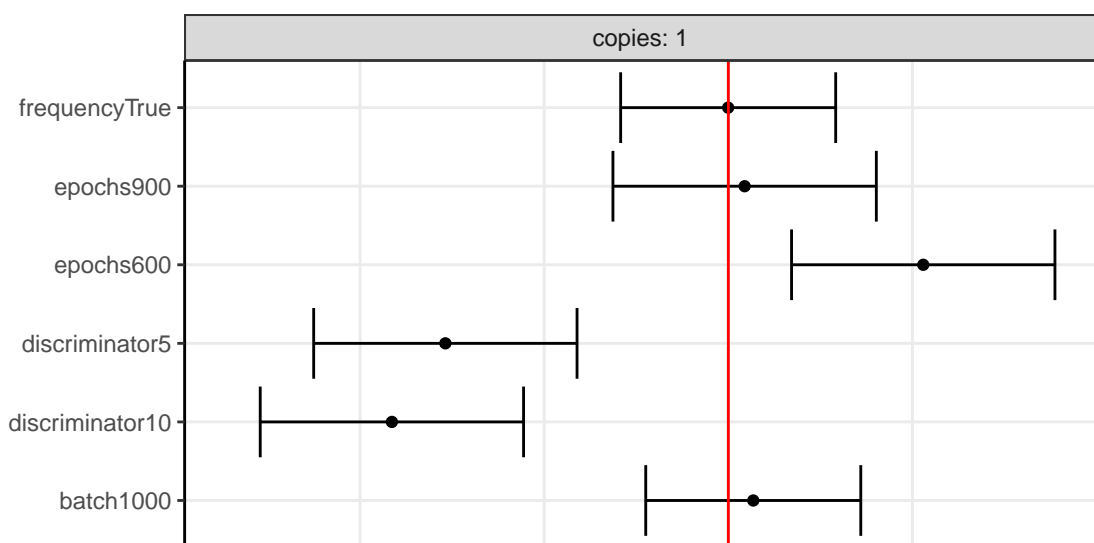 copies: 1
frequencyTrue
epochs900
epochs600
discriminator5
discriminator10
batch1000